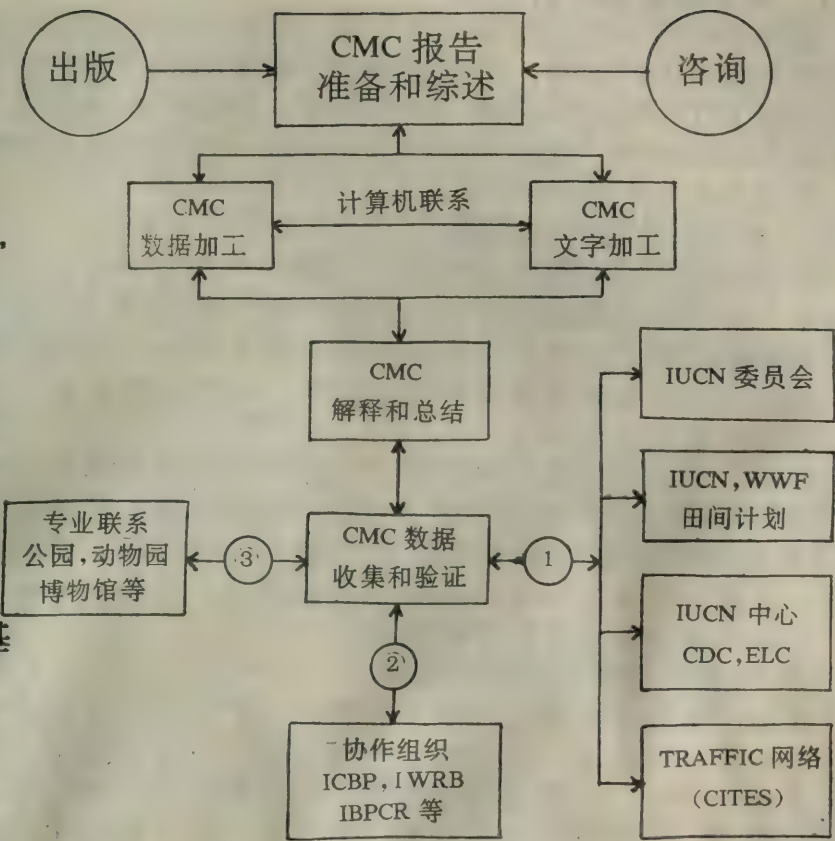 出版
CMC 报告
准备和综述
咨询
CMC
数据加工
计算机联系
CMC
文字加工
,
CMC
解释和总结
IUCN 委员会
IUCN,WWF
田间计划
专业联系
公园,动物园
博物馆等
③
CMC 数据
收集和验证
①
IUCN 中心
CDC,ELC
②
协作组织
ICBP,IWRB
IBPCR 等
TRAFFIC 网络
(CITES)